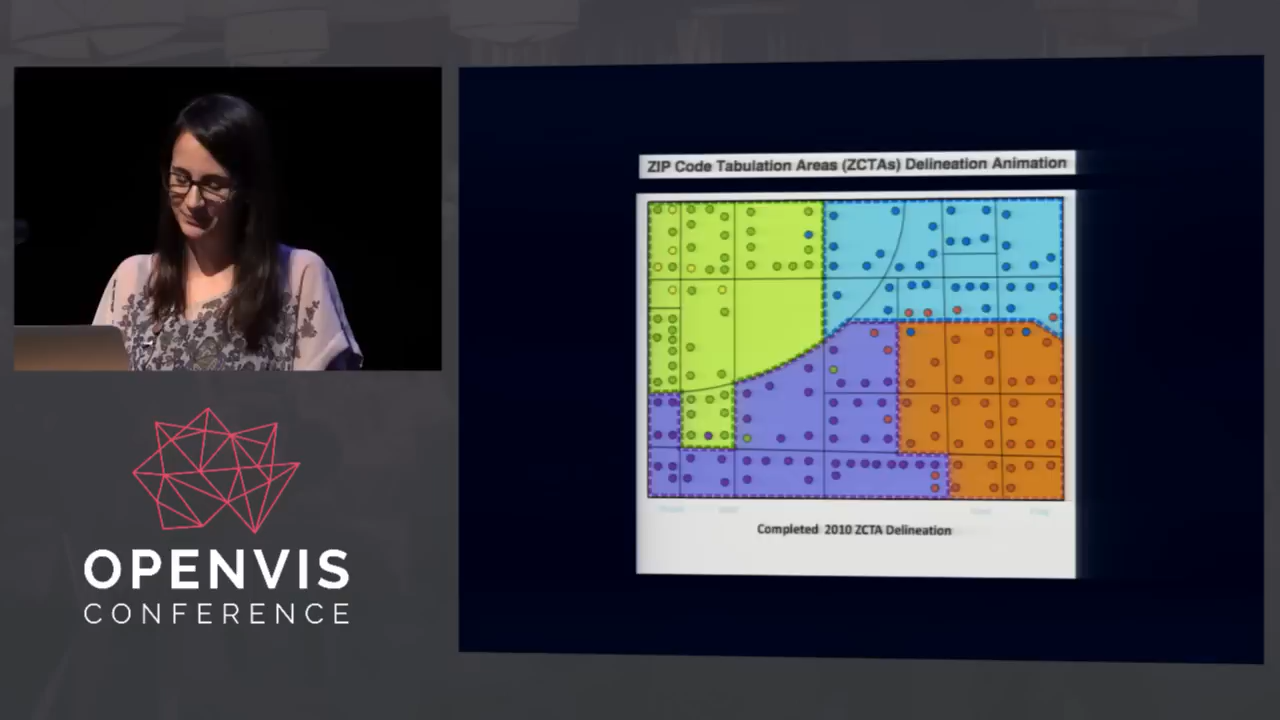 ZIP Code Tabulation Areas (ZCTAs) Delineation Animation
Completed 2010 ZCTA Delineation
OPENVIS
CONFERENCE